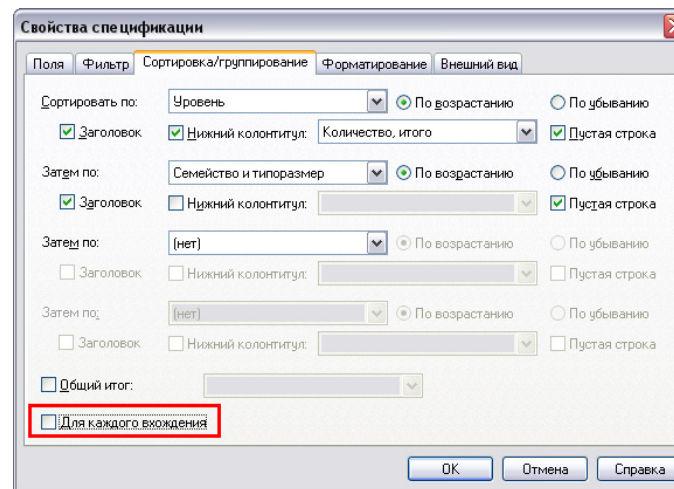 Свойства спецификации
Поля Фильтр Сортировка/группирование Форматирование Внешний вид
Сортировать по: Уровень По возрастанию По убыванию
Заголовок Нижний колонтитул: Количество, итого Пустая строка
Затем по: Семейство и типоразмер По возрастанию По убыванию
Заголовок Нижний колонтитул: Пустая строка
Затем по: (нет) По возрастанию По убыванию
Заголовок Нижний колонтитул: Пустая строка
Затем по: (нет) По возрастанию По убыванию
Заголовок Нижний колонтитул: Пустая строка
Общий итог:
Для каждого вхождения
OK Отмена Справка